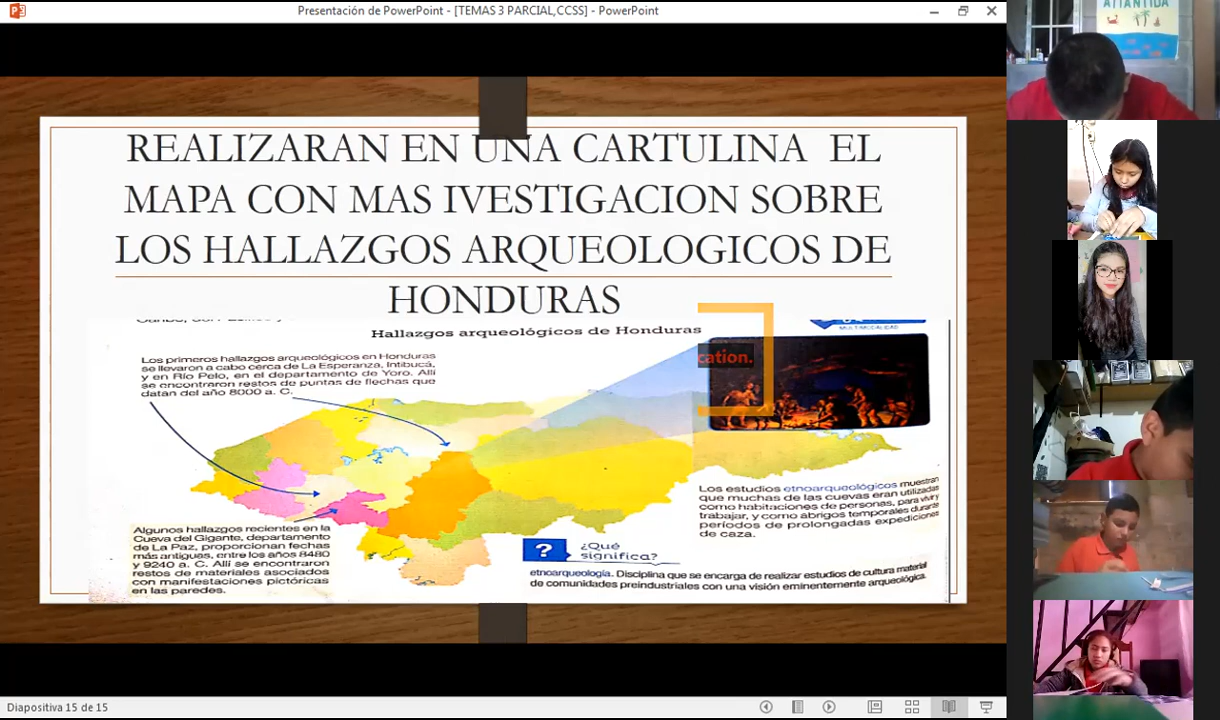 Presentación de PowerPoint - [TEMAS 3 PARCIAL,CCSS] - PowerPoint
ATLANTIDA
REALIZARAN EN UNA CARTULINA EL
MAPA CON MAS IVESTIGACION SOBRE
LOS HALLAZGOS ARQUEOLOGICOS DE
HONDURAS
Hallazgos arqueológicos de Honduras
MULTIMODALIDAD
Los primeros hallazgos arqueológicos en Honduras
se llevaron a cabo cerca de La Esperanza, Intibucá,
y en Río Pelo, en el departamento de Yoro. Allí
se encontraron restos de puntas de flechas que
datan del año 8000 a. C.
cation.
Los estudios etnoarqueológicos muestran
que muchas de las cuevas eran utilizadas
como habitaciones de personas, para vivir y
trabajar, y como abrigos temporales durante
períodos de prolongadas expediciones
de caza.
Algunos hallazgos recientes en la
Cueva del Gigante, departamento
de La Paz, proporcionan fechas
más antiguas, entre los años 8480
y 9240 a. C. Allí se encontraron
restos de materiales asociados
con manifestaciones pictóricas
en las paredes.
? ¿Qué
significa?
etnoarqueología. Disciplina que se encarga de realizar estudios de cultura material
de comunidades preindustriales con una visión eminentemente arqueológica.
Diapositiva 15 de 15